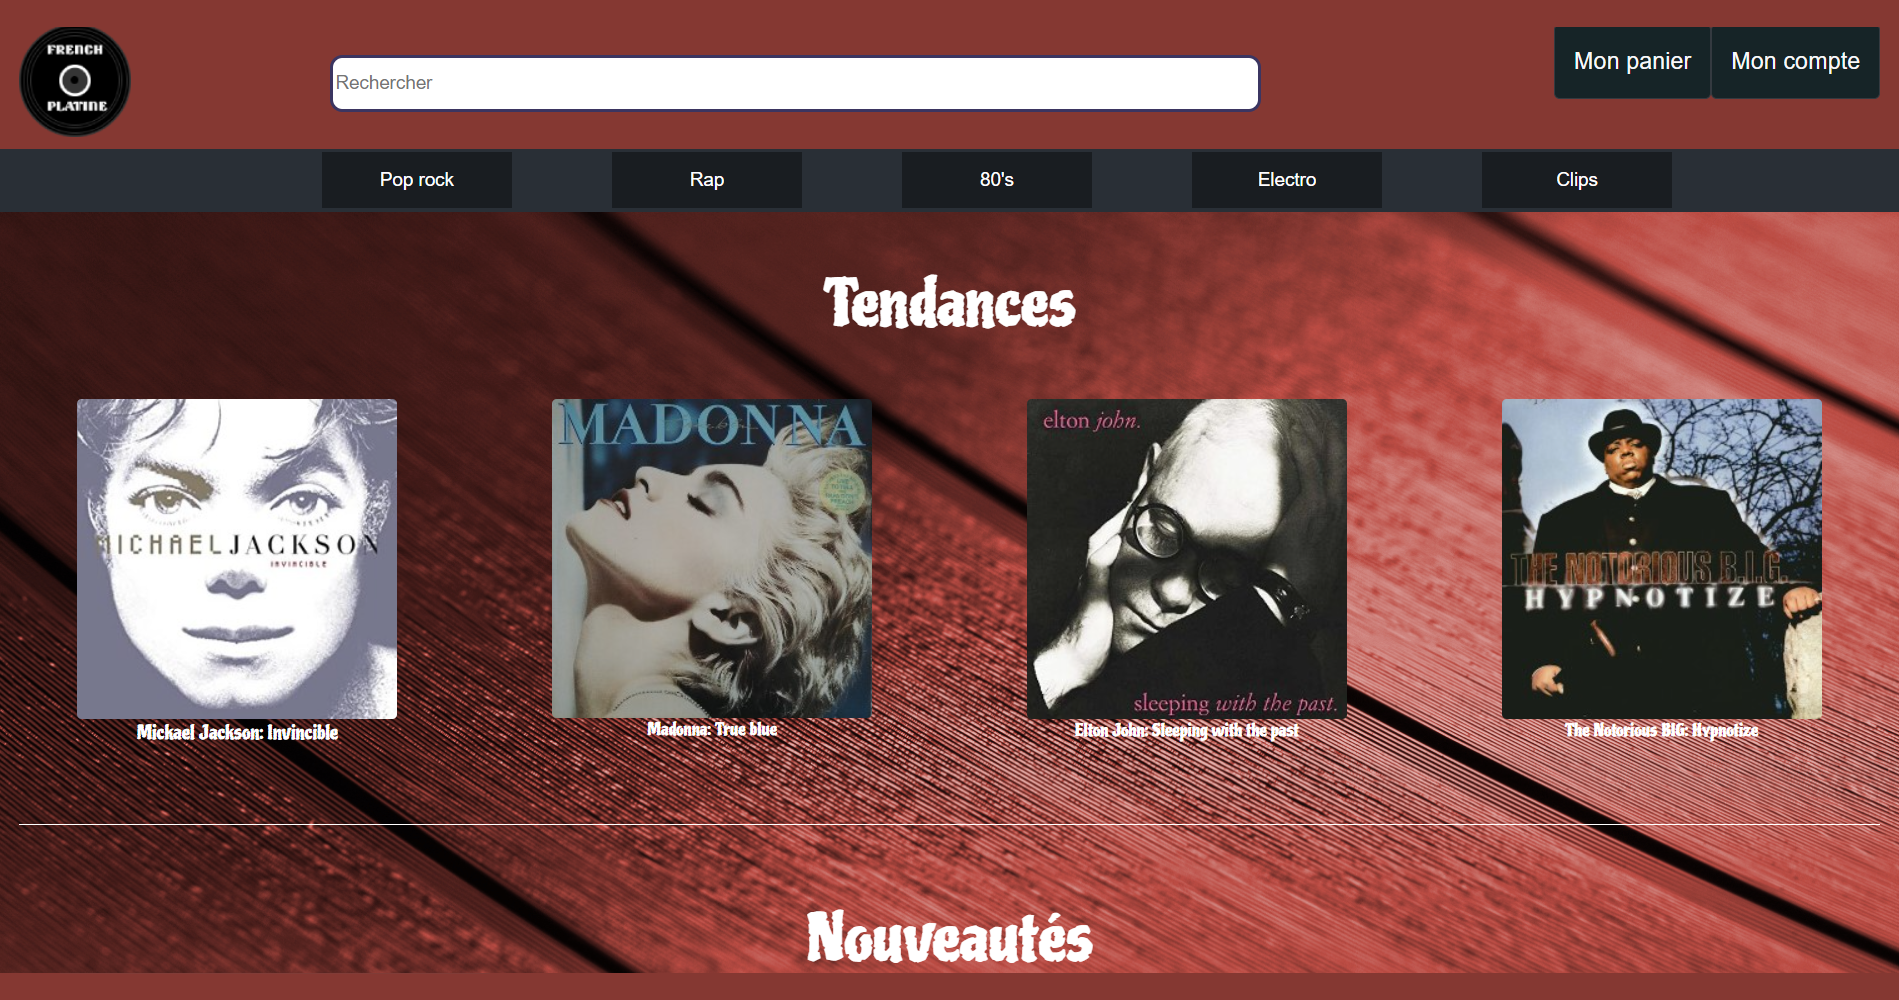 FRENCH
PLATINE
Rechercher
Mon panier
Mon compte
Pop rock
Rap
80's
Electro
Clips
Tendances
MICHAELJACKSON
INVINCIBLE
MADONNA
elton john.
sleeping with the past.
THE NOTORIOUS B.I.G.
HYPNOTIZE
Mickael Jackson: Invincible
Madonna: True blue
Elton John: Sleeping with the past
The Notorious BIG: Hypnotize
Nouveautés